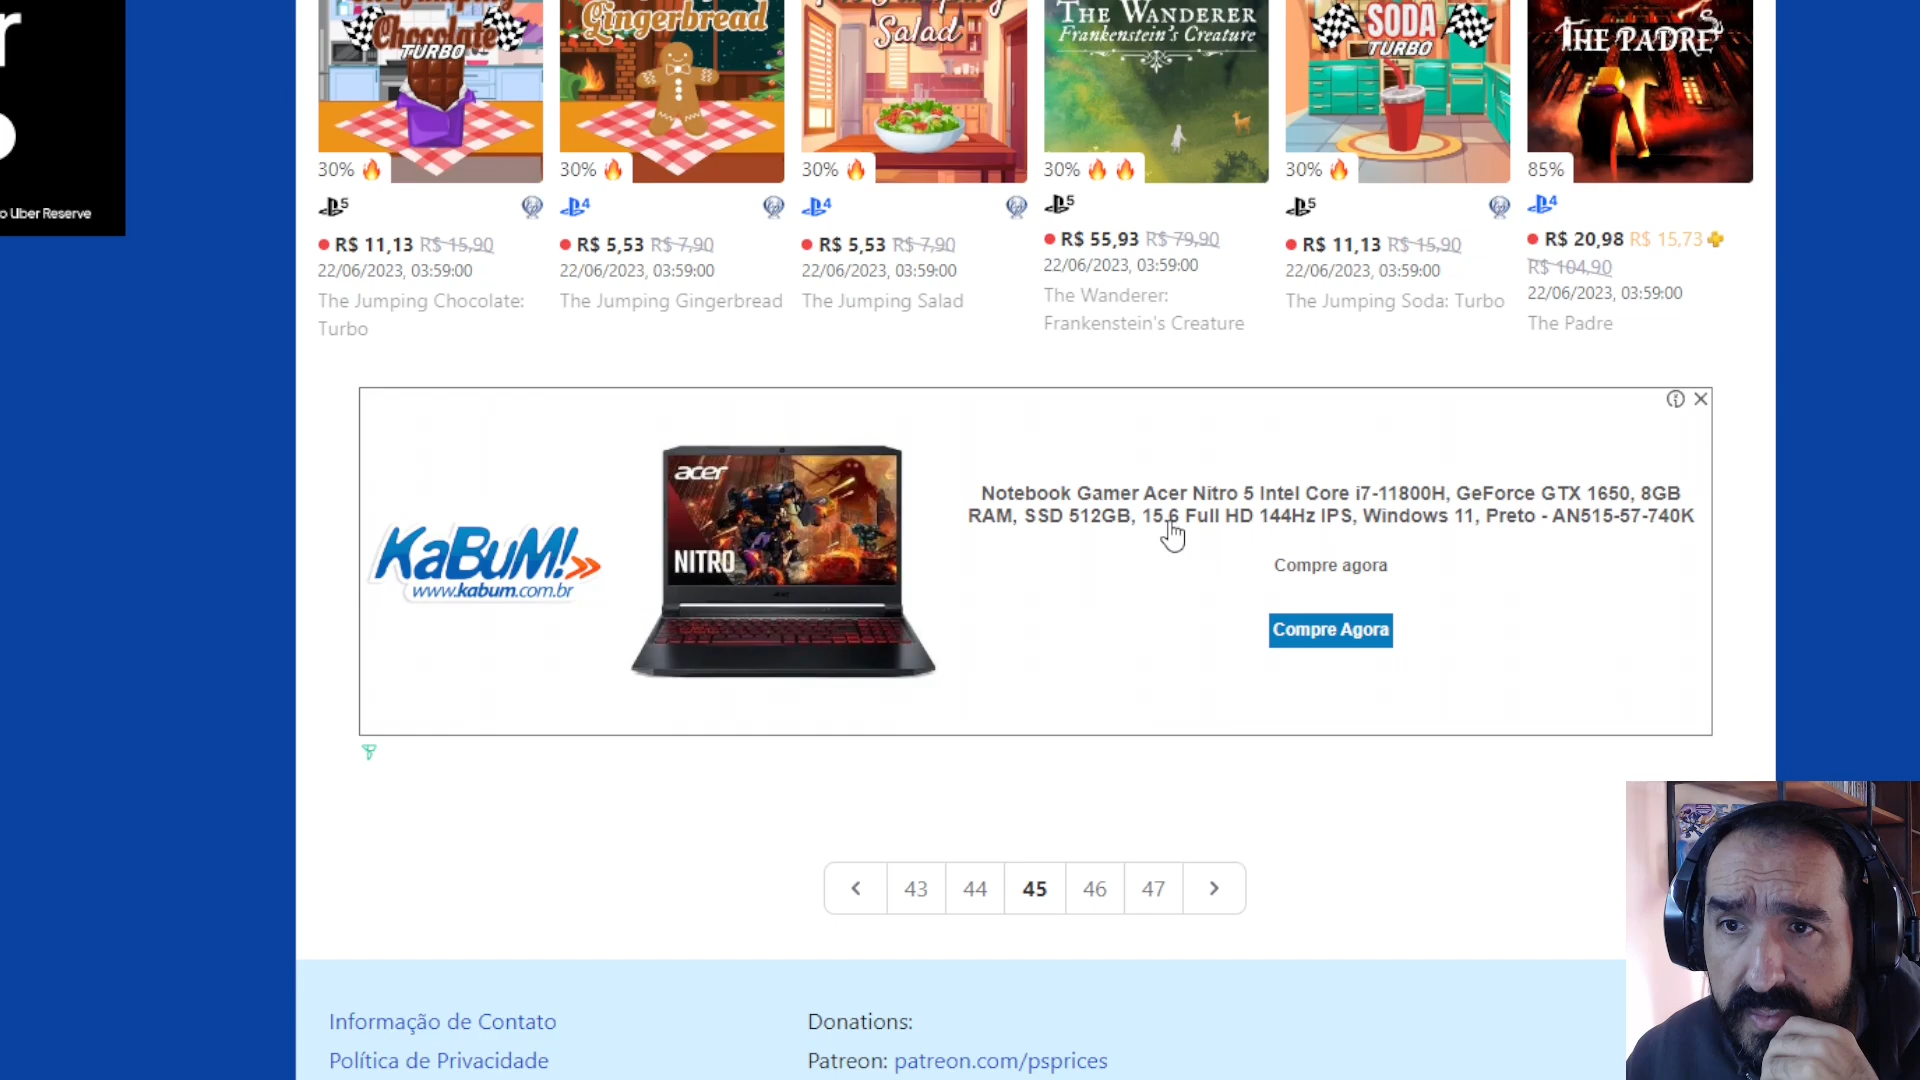 Chocolate
TURBO
Gingerbread
Salad
THE WANDERER
Frankenstein's Creature
SODA
TURBO
THE PADRE
30%
30%
30%
30%
30%
85%
o Uber Reserve
R$ 11,13 R$ 15,90
22/06/2023, 03:59:00
The Jumping Chocolate:
Turbo
R$ 5,53 R$ 7,90
22/06/2023, 03:59:00
The Jumping Gingerbread
R$ 5,53 R$ 7,90
22/06/2023, 03:59:00
The Jumping Salad
R$ 55,93 R$ 79,90
22/06/2023, 03:59:00
The Wanderer:
Frankenstein's Creature
R$ 11,13 R$ 15,90
22/06/2023, 03:59:00
The Jumping Soda: Turbo
R$ 20,98 R$ 15,73
R$ 104,90
22/06/2023, 03:59:00
The Padre
KaBuM!
www.kabum.com.br
acer
NITRO
Notebook Gamer Acer Nitro 5 Intel Core i7-11800H, GeForce GTX 1650, 8GB
RAM, SSD 512GB, 15.6 Full HD 144Hz IPS, Windows 11, Preto - AN515-57-740K
Compre agora
Compre Agora
43 44 45 46 47
Informação de Contato
Política de Privacidade
Donations:
Patreon: patreon.com/psprices